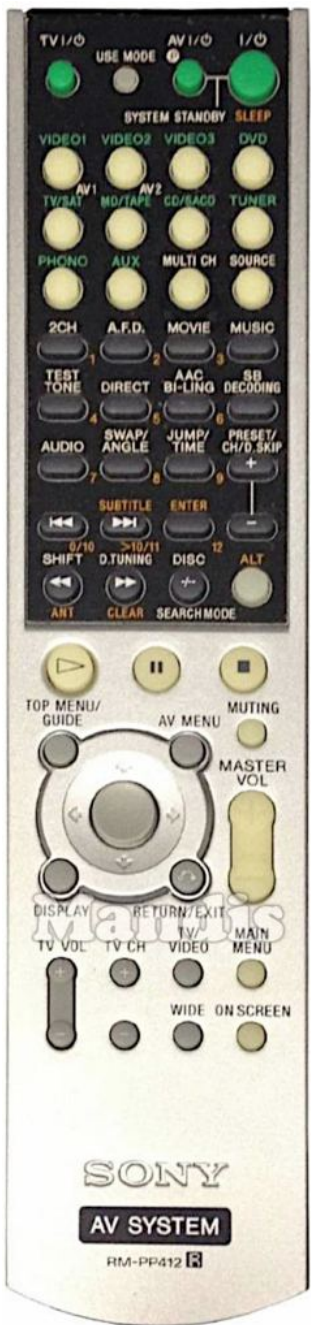 TV I/⏻ AV I/⏻ I/⏻
USE MODE P
SYSTEM STANDBY SLEEP
VIDEO1 VIDEO2 VIDEO3 DVD
AV1 AV2
TV/SAT MD/TAPE CD/SACD TUNER
PHONO AUX MULTI CH SOURCE
2CH A.F.D. MOVIE MUSIC
1 2 3
TEST TONE DIRECT AAC BI-LING SB DECODING
4 5 6
AUDIO SWAP/ANGLE JUMP/TIME PRESET/CH/D.SKIP
+
7 8 9
SUBTITLE ENTER
-
0/10 >10/11 12
SHIFT D.TUNING DISC ALT
-/--
ANT CLEAR SEARCH MODE
TOP MENU/
GUIDE AV MENU MUTING
MASTER
VOL
DISPLAY RETURN/EXIT
Mandis
TV VOL TV CH TV/VIDEO MAIN MENU
+ +
- - WIDE ON SCREEN
SONY
AV SYSTEM
RM-PP412 R